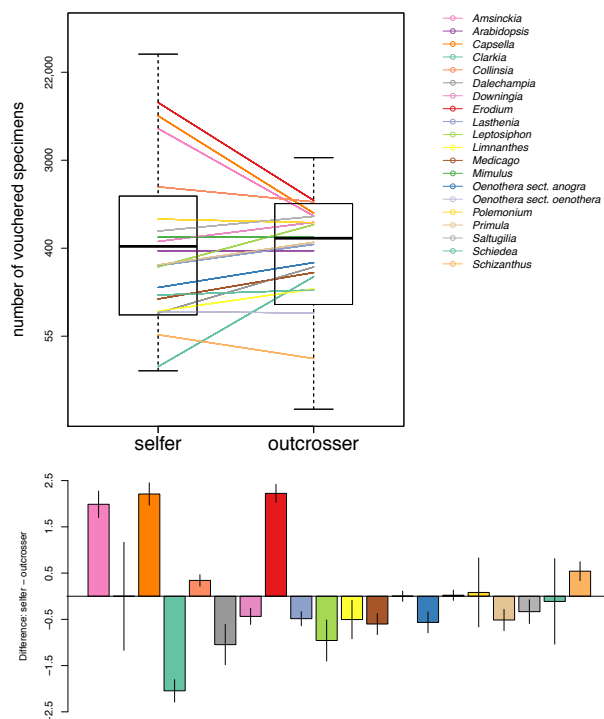 number of vouchered specimens
22,000
3000
400
55
selfer
outcrosser
Amsinckia
Arabidopsis
Capsella
Clarkia
Collinsia
Dalechampia
Downingia
Erodium
Lasthenia
Leptosiphon
Limnanthes
Medicago
Mimulus
Oenothera sect. anogra
Oenothera sect. oenothera
Polemonium
Primula
Saltugilia
Schiedea
Schizanthus
Difference: selfer – outcrosser
2.5
1.5
0.5
-0.5
-1.5
-2.5